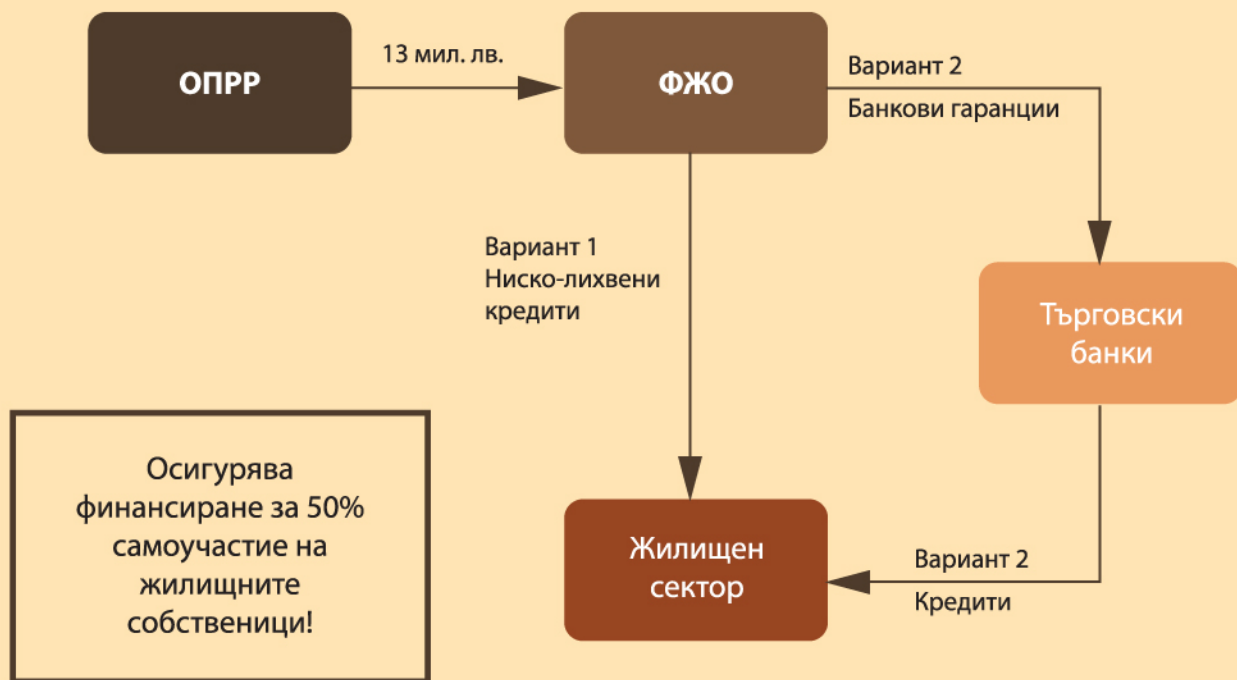 ОПРР
13 мил. лв.
ФЖО
Вариант 2
Банкови гаранции
Вариант 1
Ниско-лихвени
кредити
Търговски
банки
Осигурява
финансиране за 50%
самоучастие на
жилищните
собственици!
Жилищен
сектор
Вариант 2
Кредити